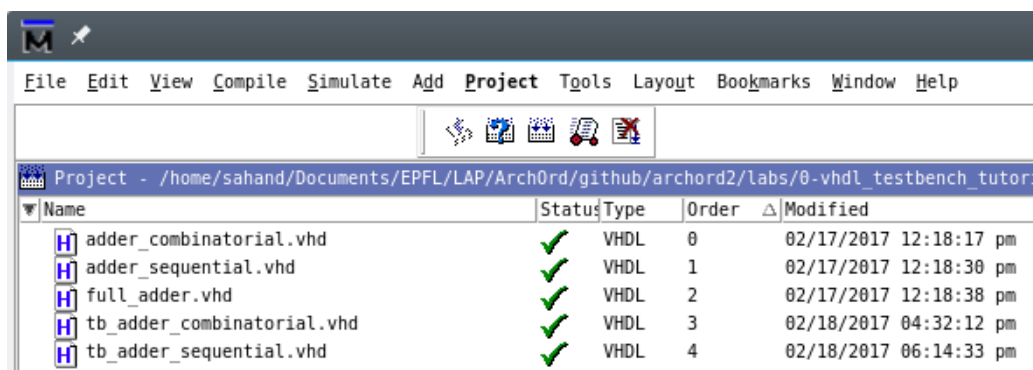 M
File Edit View Compile Simulate Add Project Tools Layout Bookmarks Window Help
Project - /home/sahand/Documents/EPFL/LAP/ArchOrd/github/archord2/labs/0-vhdl_testbench_tutori
Name Status Type Order Modified
adder_combinatorial.vhd VHDL 0 02/17/2017 12:18:17 pm
adder_sequential.vhd VHDL 1 02/17/2017 12:18:30 pm
full_adder.vhd VHDL 2 02/17/2017 12:18:38 pm
tb_adder_combinatorial.vhd VHDL 3 02/18/2017 04:32:12 pm
tb_adder_sequential.vhd VHDL 4 02/18/2017 06:14:33 pm